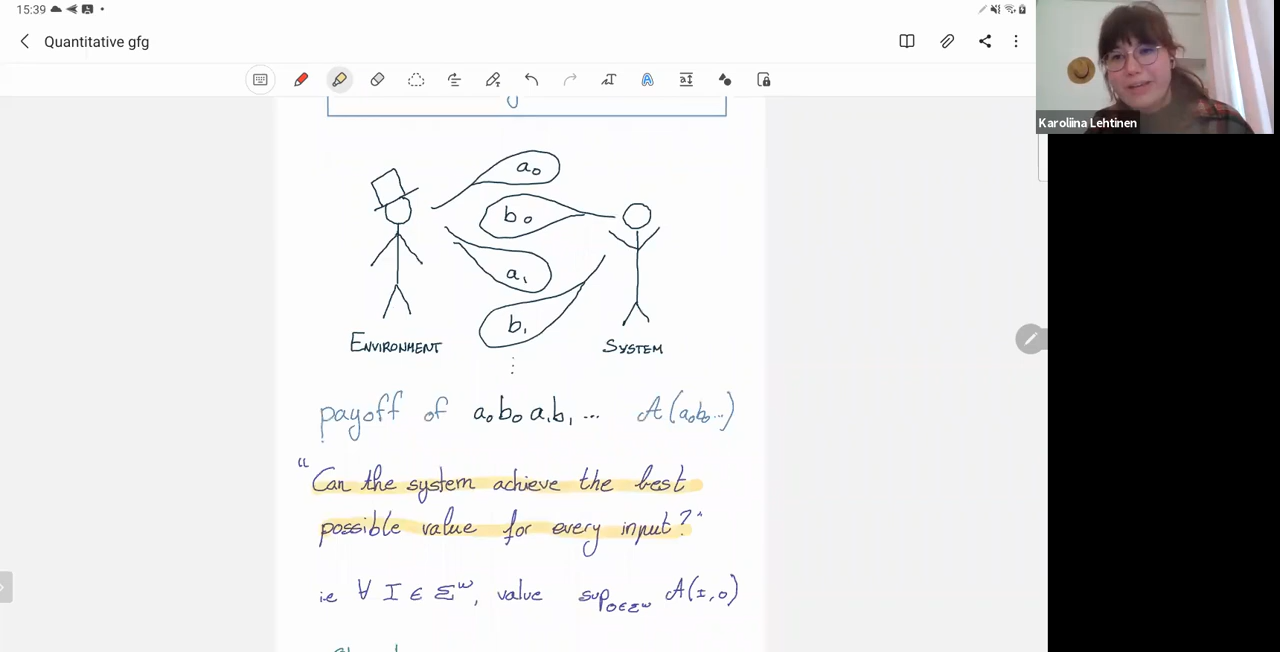 15:39
Quantitative gfg
Karoliina Lehtinen
a₀
b₀
a₁
b₁
⋮
ENVIRONMENT
SYSTEM
payoff of a₀b₀a₁b₁ ... 𝒜(a₀b₀...)
“Can the system achieve the best
possible value for every input?”
ie ∀ I ∈ Σ^ω, value sup_{O∈Σ^ω} 𝒜(I,O)